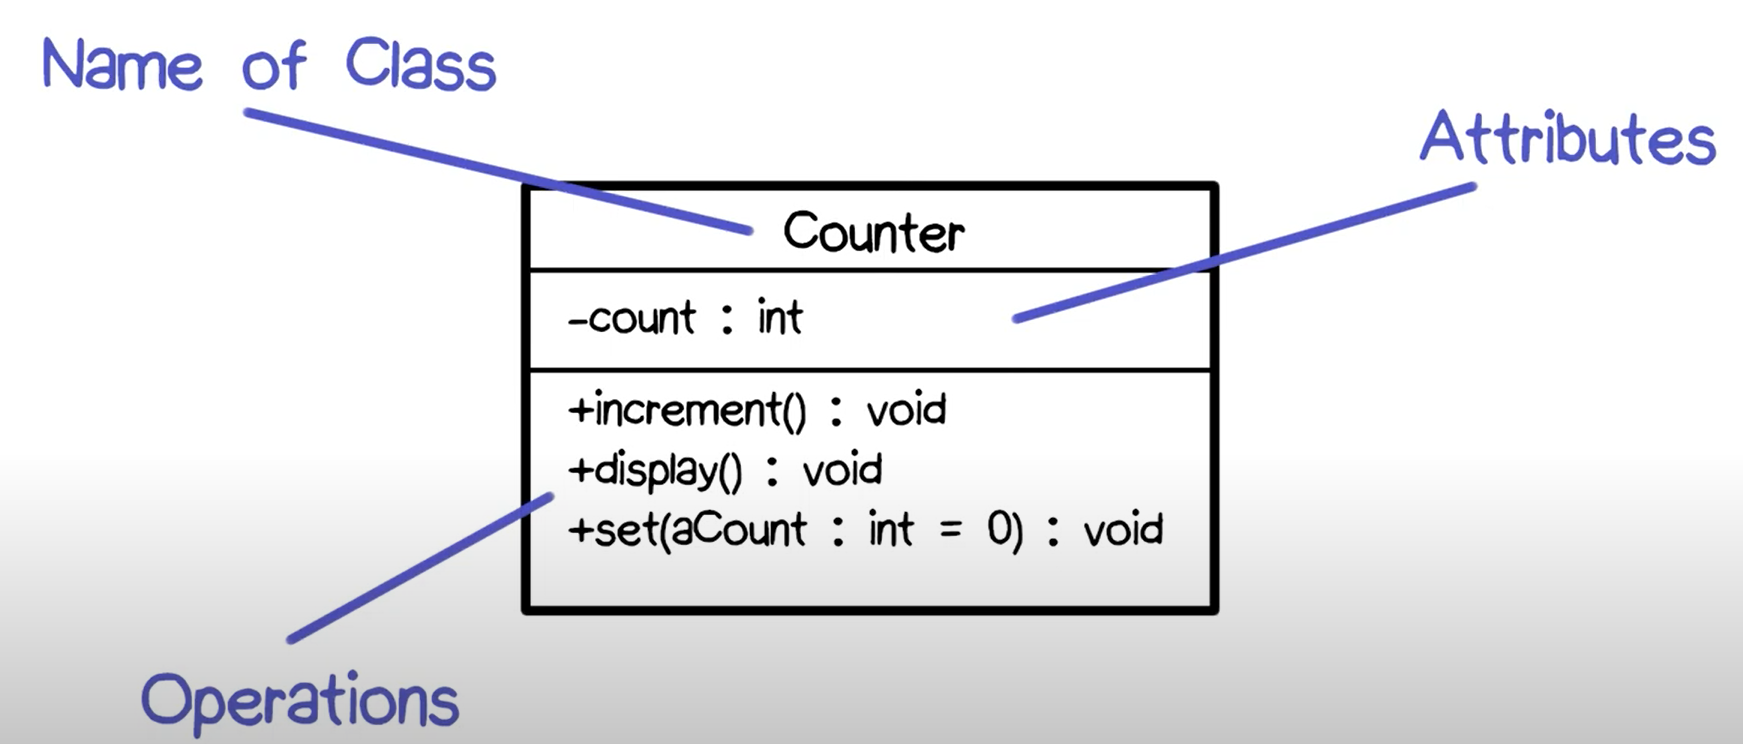 Name of Class
Attributes
Counter
-count : int
+increment() : void
+display() : void
+set(aCount : int = 0) : void
Operations